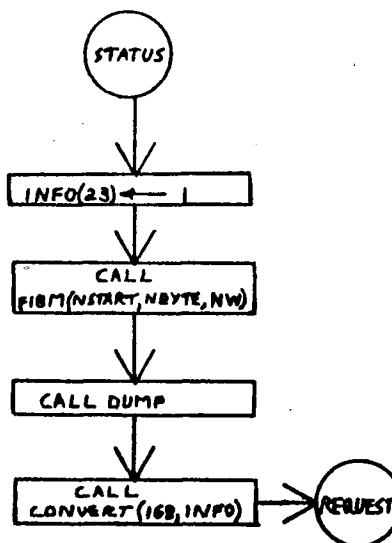 STATUS
INFO(23) ← 1
CALL
FIBM(NSTART, NBYTE, NW)
CALL DUMP
CALL
CONVERT(168, INFO)
REQUEST